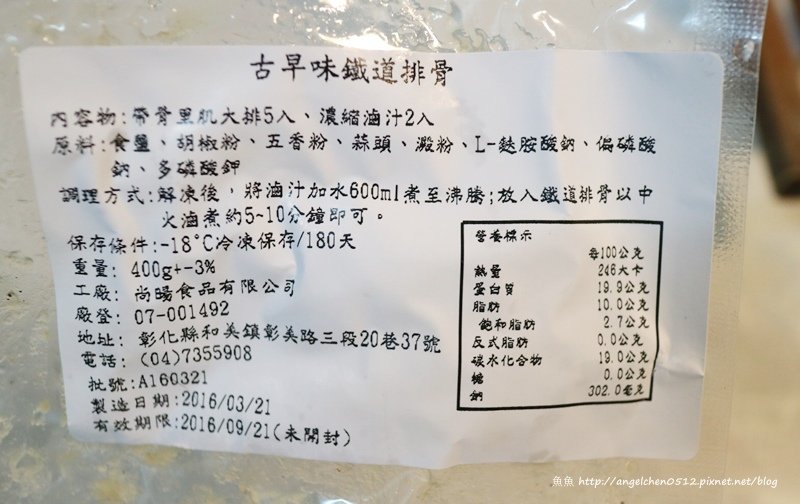 古早味鐵道排骨
內容物:帶骨里肌大排5入、濃縮滷汁2入
原料:食鹽、胡椒粉、五香粉、蒜頭、澱粉、L-麩胺酸鈉、偏磷酸
鈉、多磷酸鉀
調理方式:解凍後,將滷汁加水600ml煮至沸騰;放入鐵道排骨以中
火滷煮約5~10分鐘即可。
保存條件:-18°C冷凍保存/180天
重量: 400g+-3%
工廠: 尚暘食品有限公司
廠登: 07-001492
地址: 彰化縣和美鎮彰美路三段20巷37號
電話: (04)7355908
批號:A160321
製造日期:2016/03/21
有效期限:2016/09/21(未開封)
營養標示
每100公克
熱量 246大卡
蛋白質 19.9公克
脂肪 10.0公克
飽和脂肪 2.7公克
反式脂肪 0.0公克
碳水化合物 19.0公克
糖 0.0公克
鈉 302.0毫克
魚魚 http://angelchen0512.pixnet.net/blog